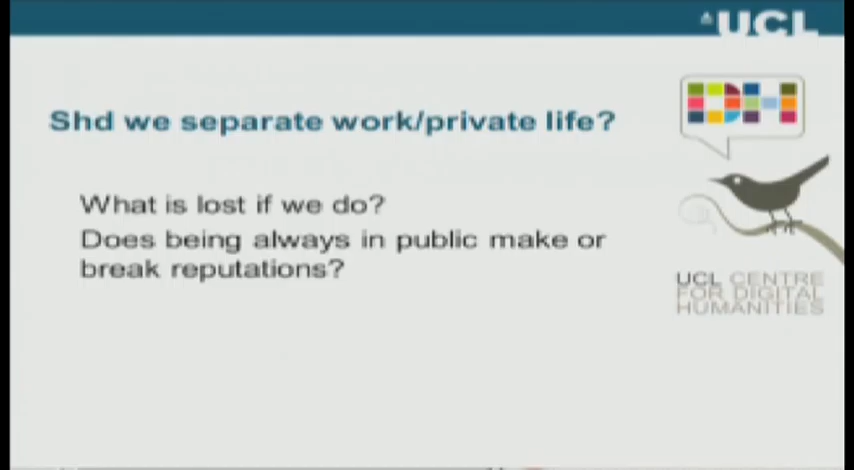 UCL
Shd we separate work/private life?
DH
What is lost if we do?
Does being always in public make or
break reputations?
UCL CENTRE
FOR DIGITAL
HUMANITIES